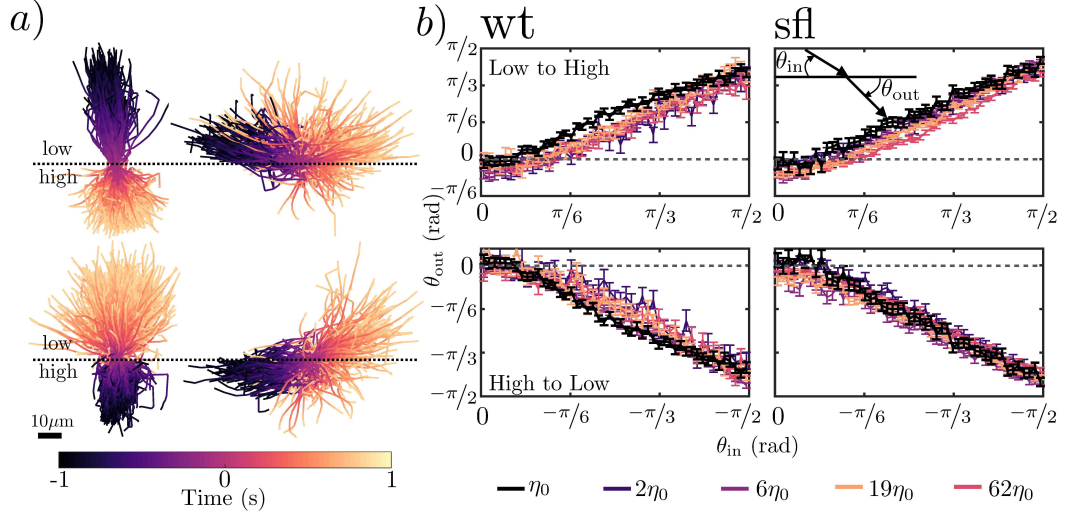 a)
low
high
low
high
10μm
-1 0 1
Time (s)
b)
wt
sfl
Low to High
θin
θout
π/2
π/3
π/6
0
-π/6
0 π/6 π/3 π/2
0 π/6 π/3 π/2
θout (rad)
0
-π/6
-π/3
-π/2
High to Low
0 -π/6 -π/3 -π/2
0 -π/6 -π/3 -π/2
θin (rad)
η0 2η0 6η0 19η0 62η0